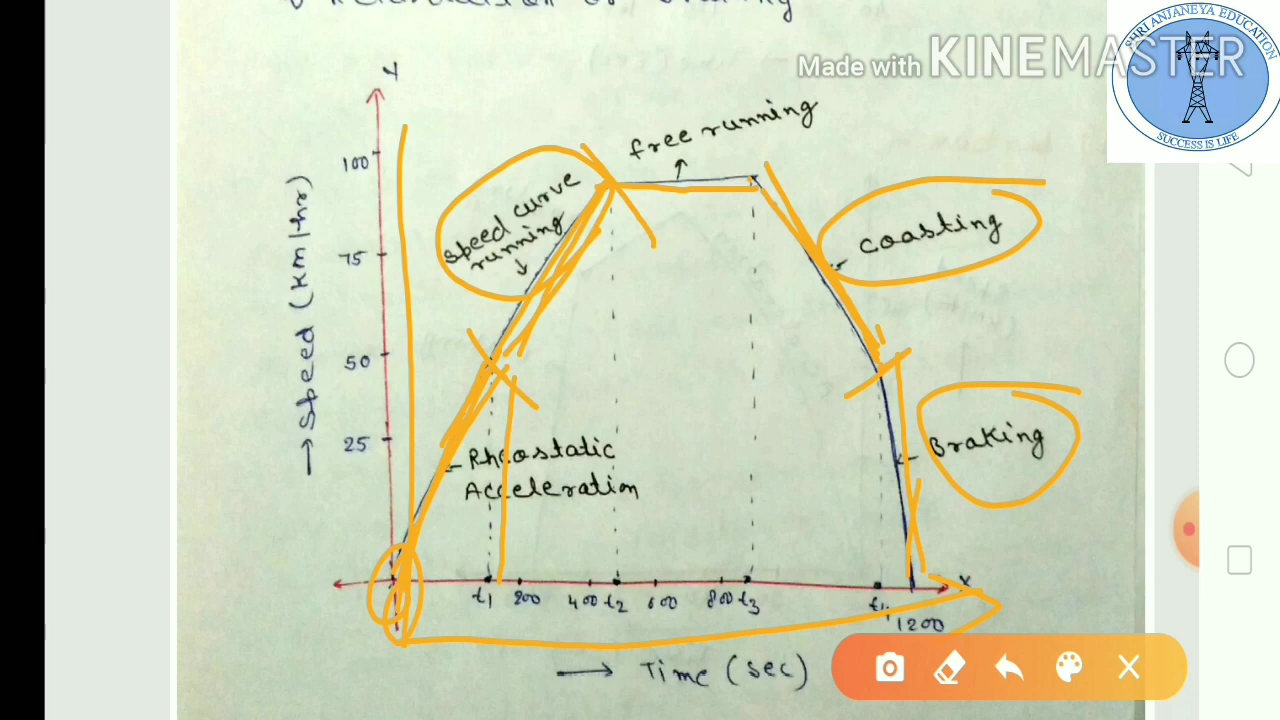 of
SHRI ANJANEYA EDUCATION
SUCCESS IS LIFE
Made with KINEMASTER
Y
100
75
50
25
→ Speed (Km/hr)
speed curve
running
free running
coasting
Braking
Rheostatic
Acceleration
t1 200 400 t2 600 800 t3 t4 1200
X
→ Time (sec)